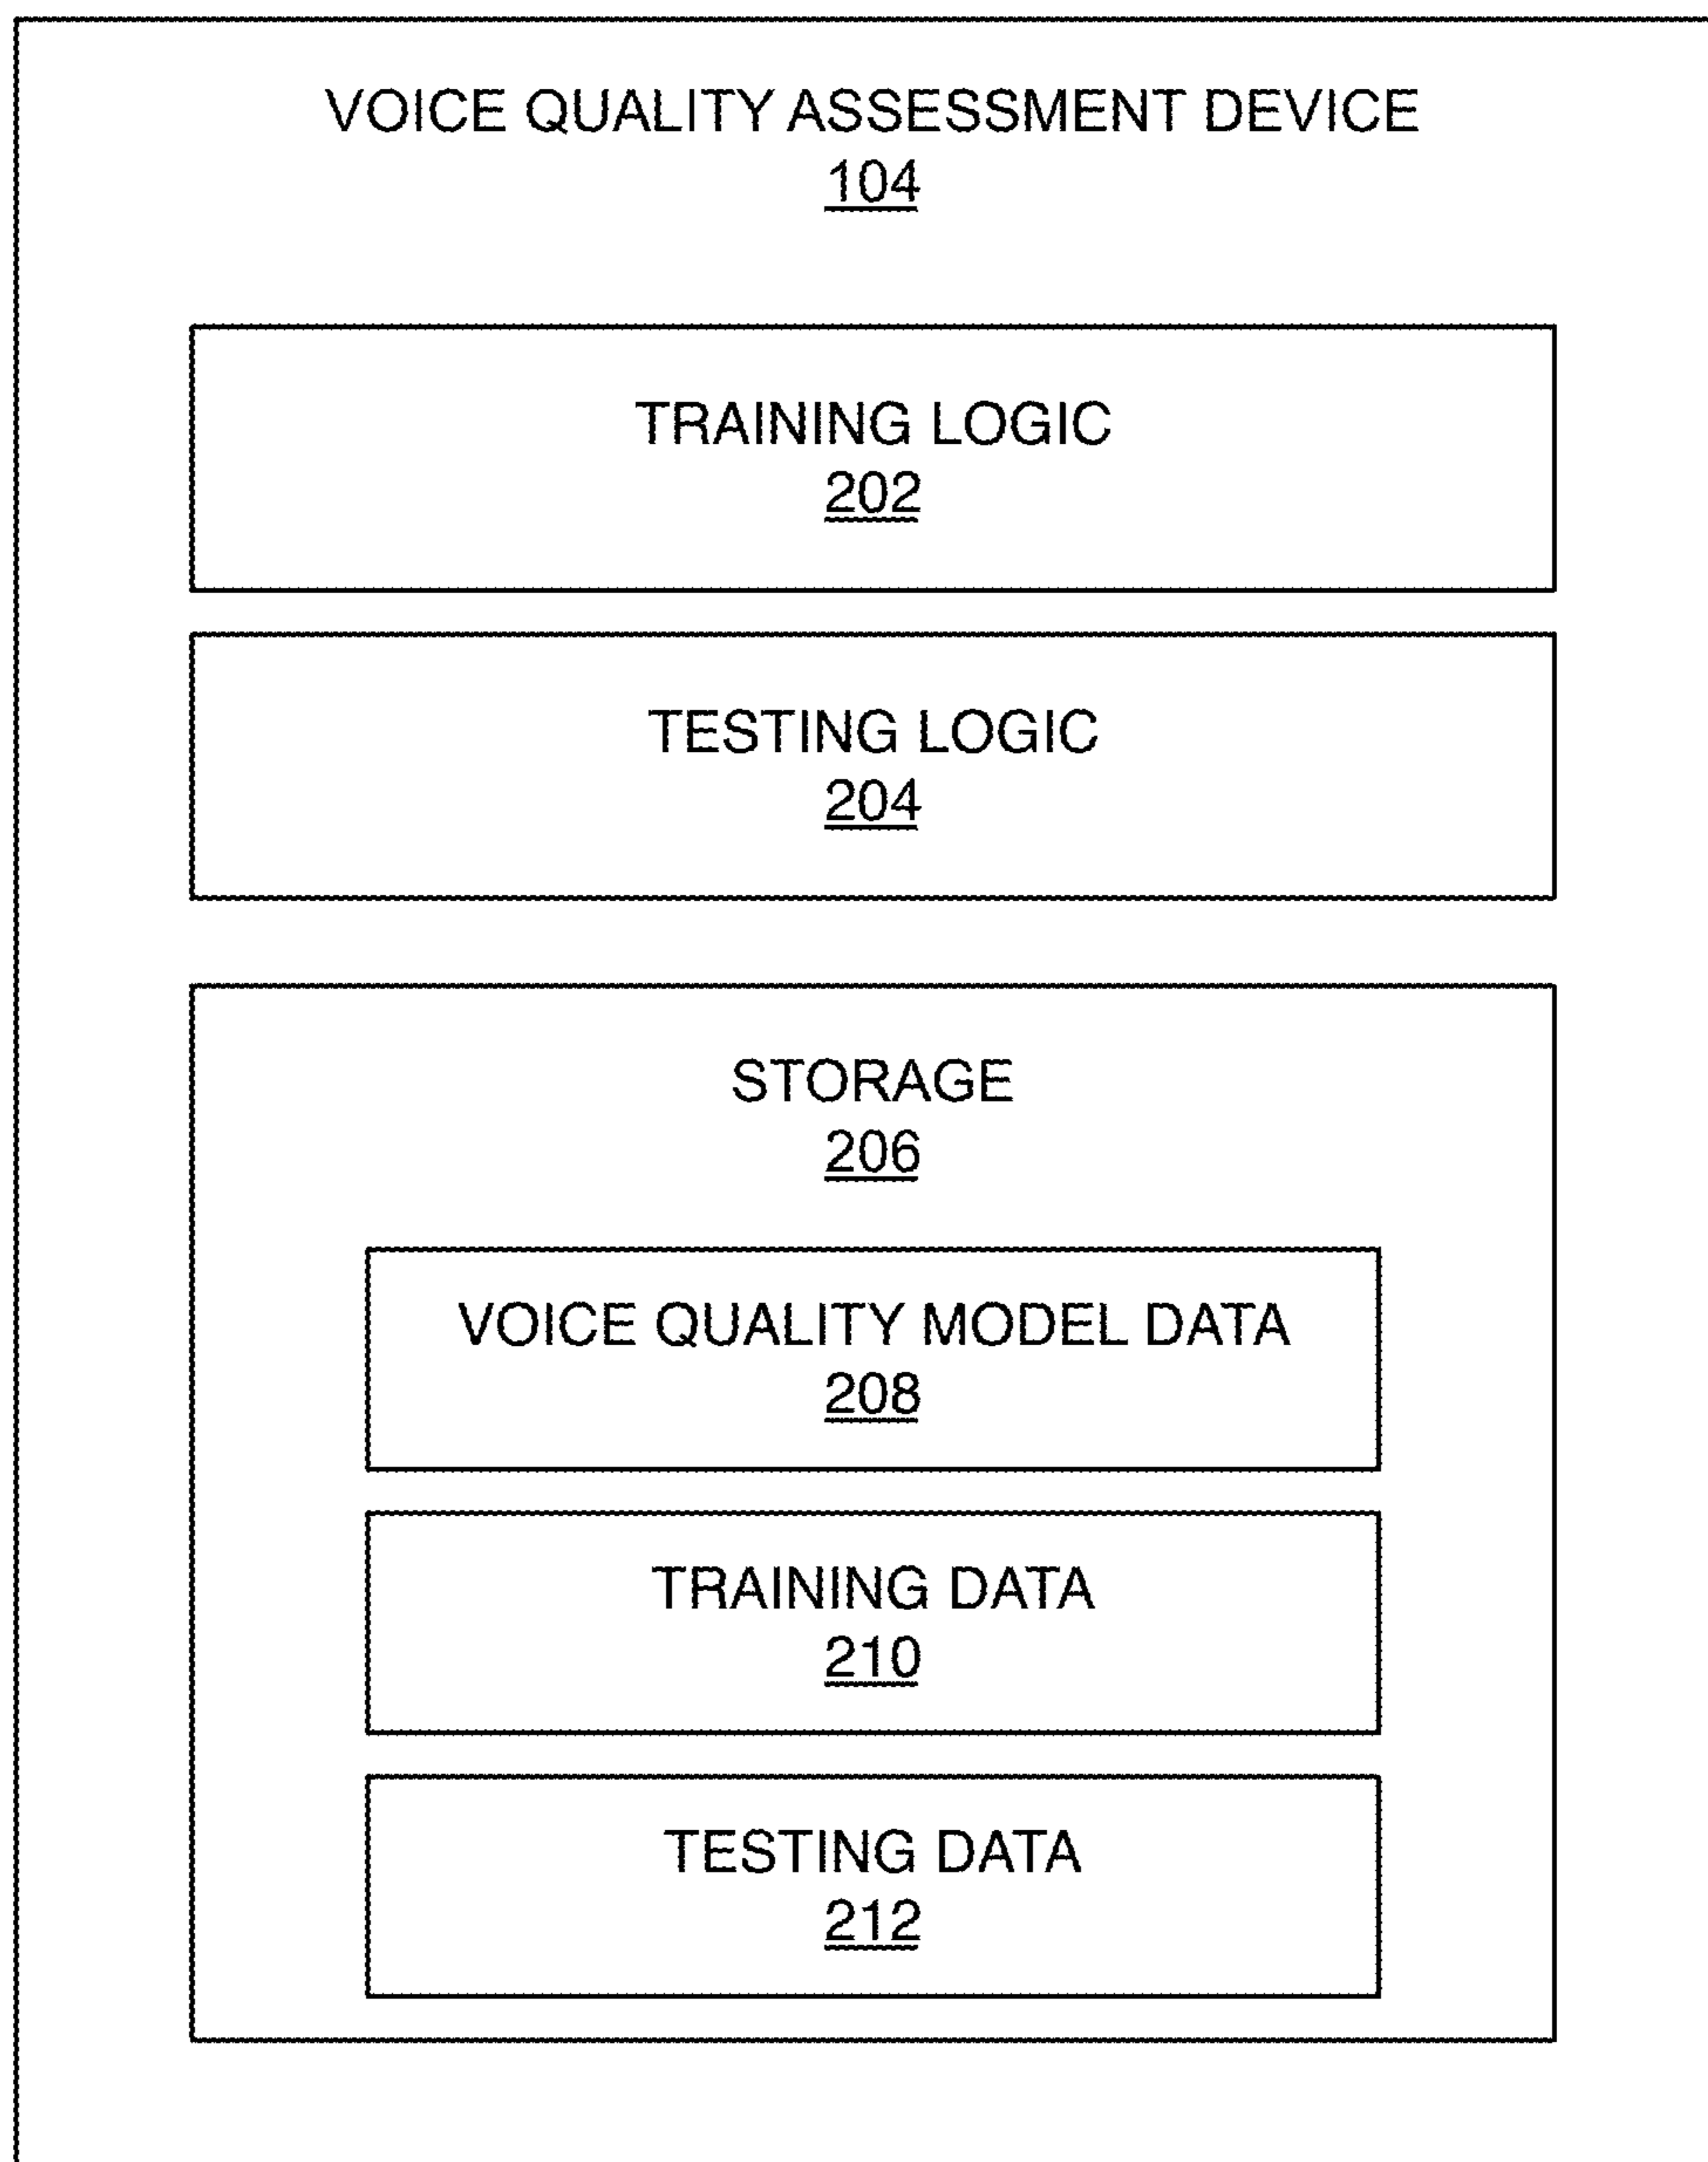 VOICE QUALITY ASSESSMENT DEVICE
104
TRAINING LOGIC
202
TESTING LOGIC
204
STORAGE
206
VOICE QUALITY MODEL DATA
208
TRAINING DATA
210
TESTING DATA
212